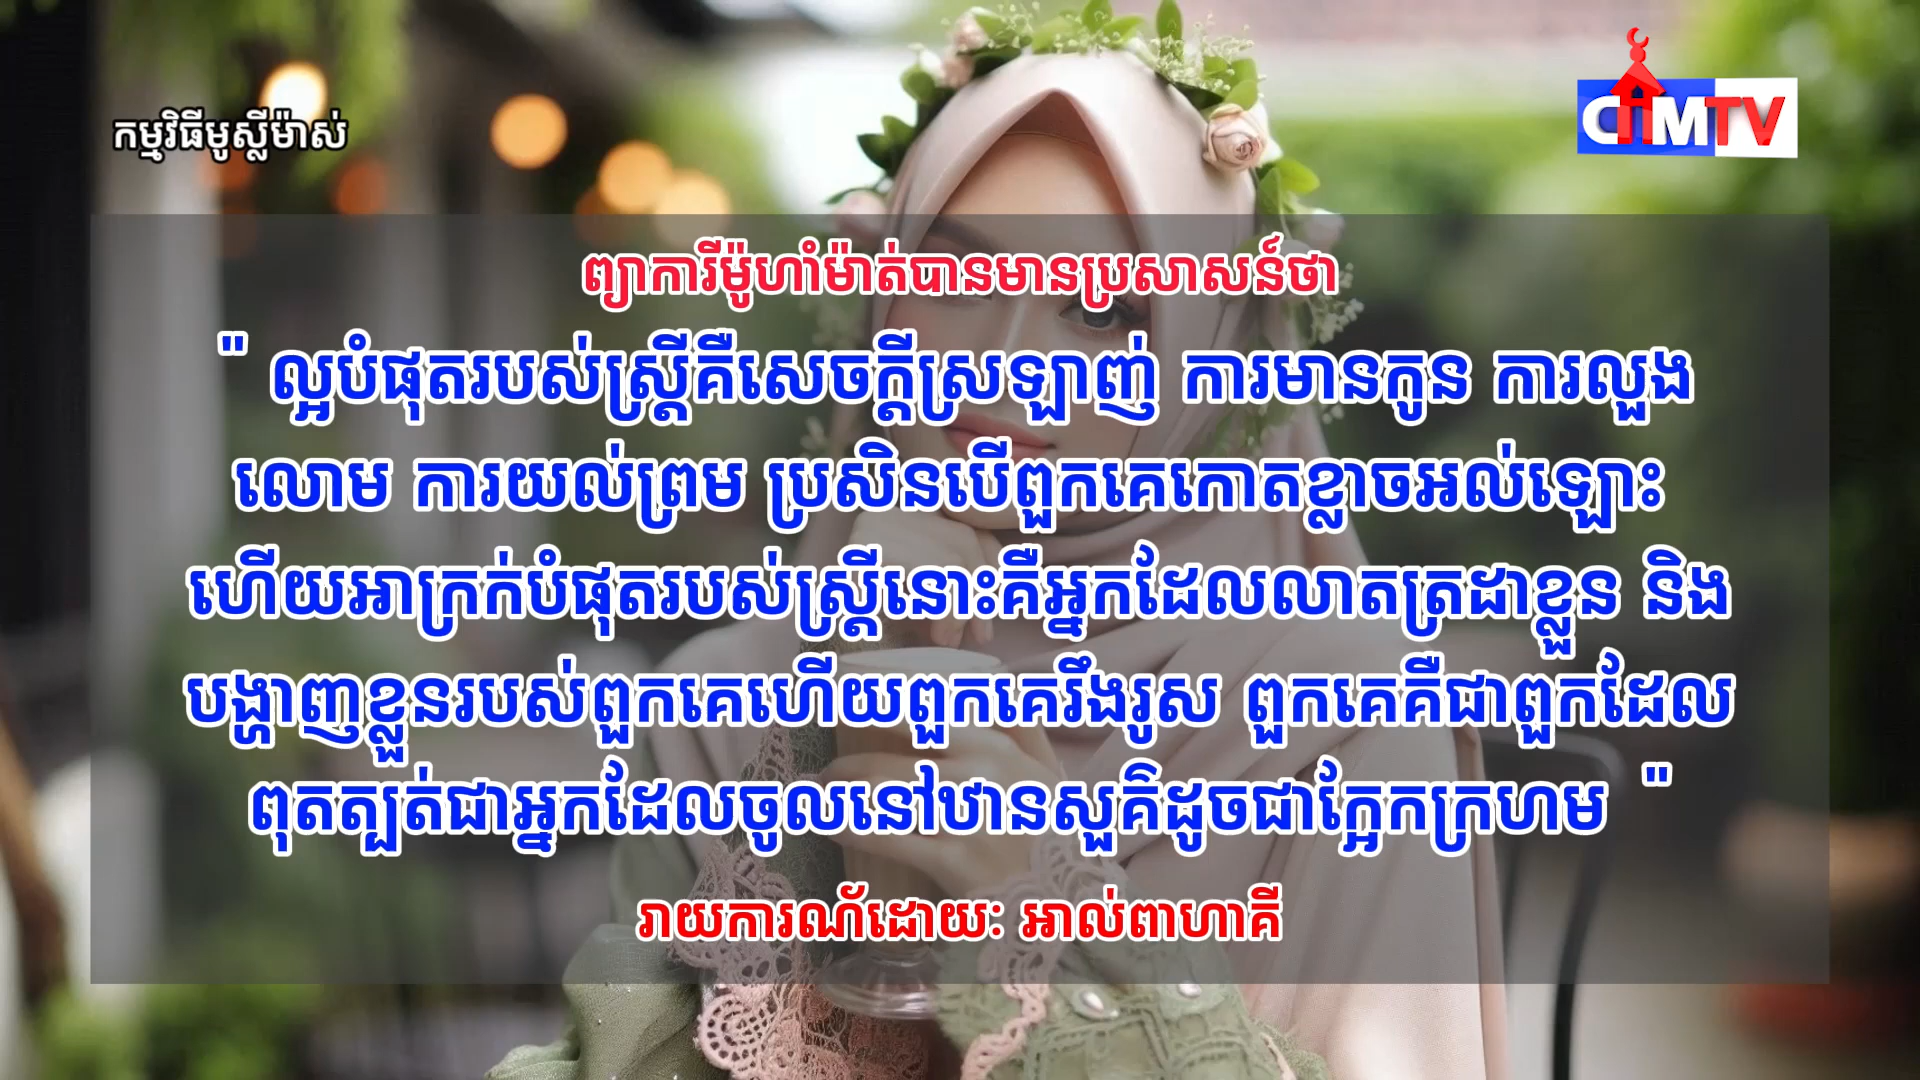 កម្មវិធីមូស្លីម៉ាស់
CAMTV
ព្យាការីម៉ូហាំម៉ាត់បានមានប្រសាសន៍ថា
" ល្អបំផុតរបស់ស្ត្រីគឺសេចក្តីស្រឡាញ់ ការមានកូន ការលួង
លោម ការយល់ព្រម ប្រសិនបើពួកគេកោតខ្លាចអល់ឡោះ
ហើយអាក្រក់បំផុតរបស់ស្ត្រីនោះគឺអ្នកដែលលាតត្រដាខ្លួន និង
បង្ហាញខ្លួនរបស់ពួកគេហើយពួកគេរឹងរូស ពួកគេគឺជាពួកដែល
ពុតត្បត់ជាអ្នកដែលចូលនៅឋានសួគ៌ដូចជាក្អែកក្រហម "
រាយការណ៍ដោយ: អាល់ពាហាគី